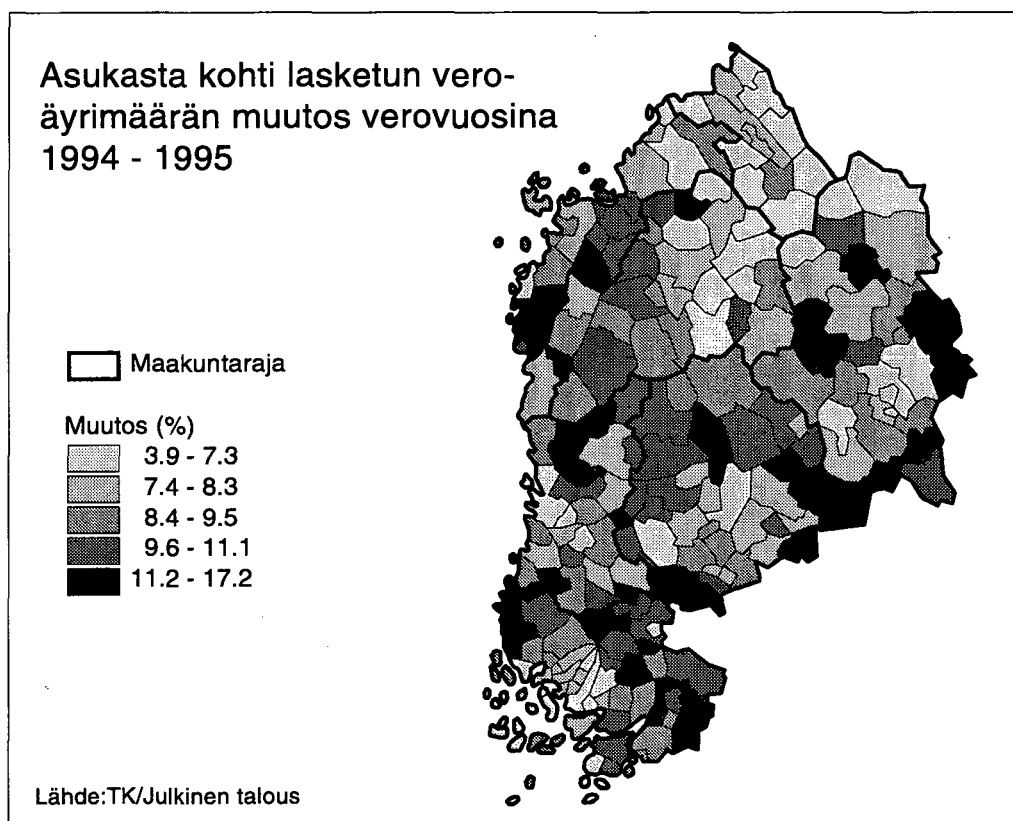 Asukasta kohti lasketun vero-
äyrimäärän muutos verovuosina
1994 - 1995
Maakuntaraja
Muutos (%)
3.9 - 7.3
7.4 - 8.3
8.4 - 9.5
9.6 - 11.1
11.2 - 17.2
Lähde:TK/Julkinen talous